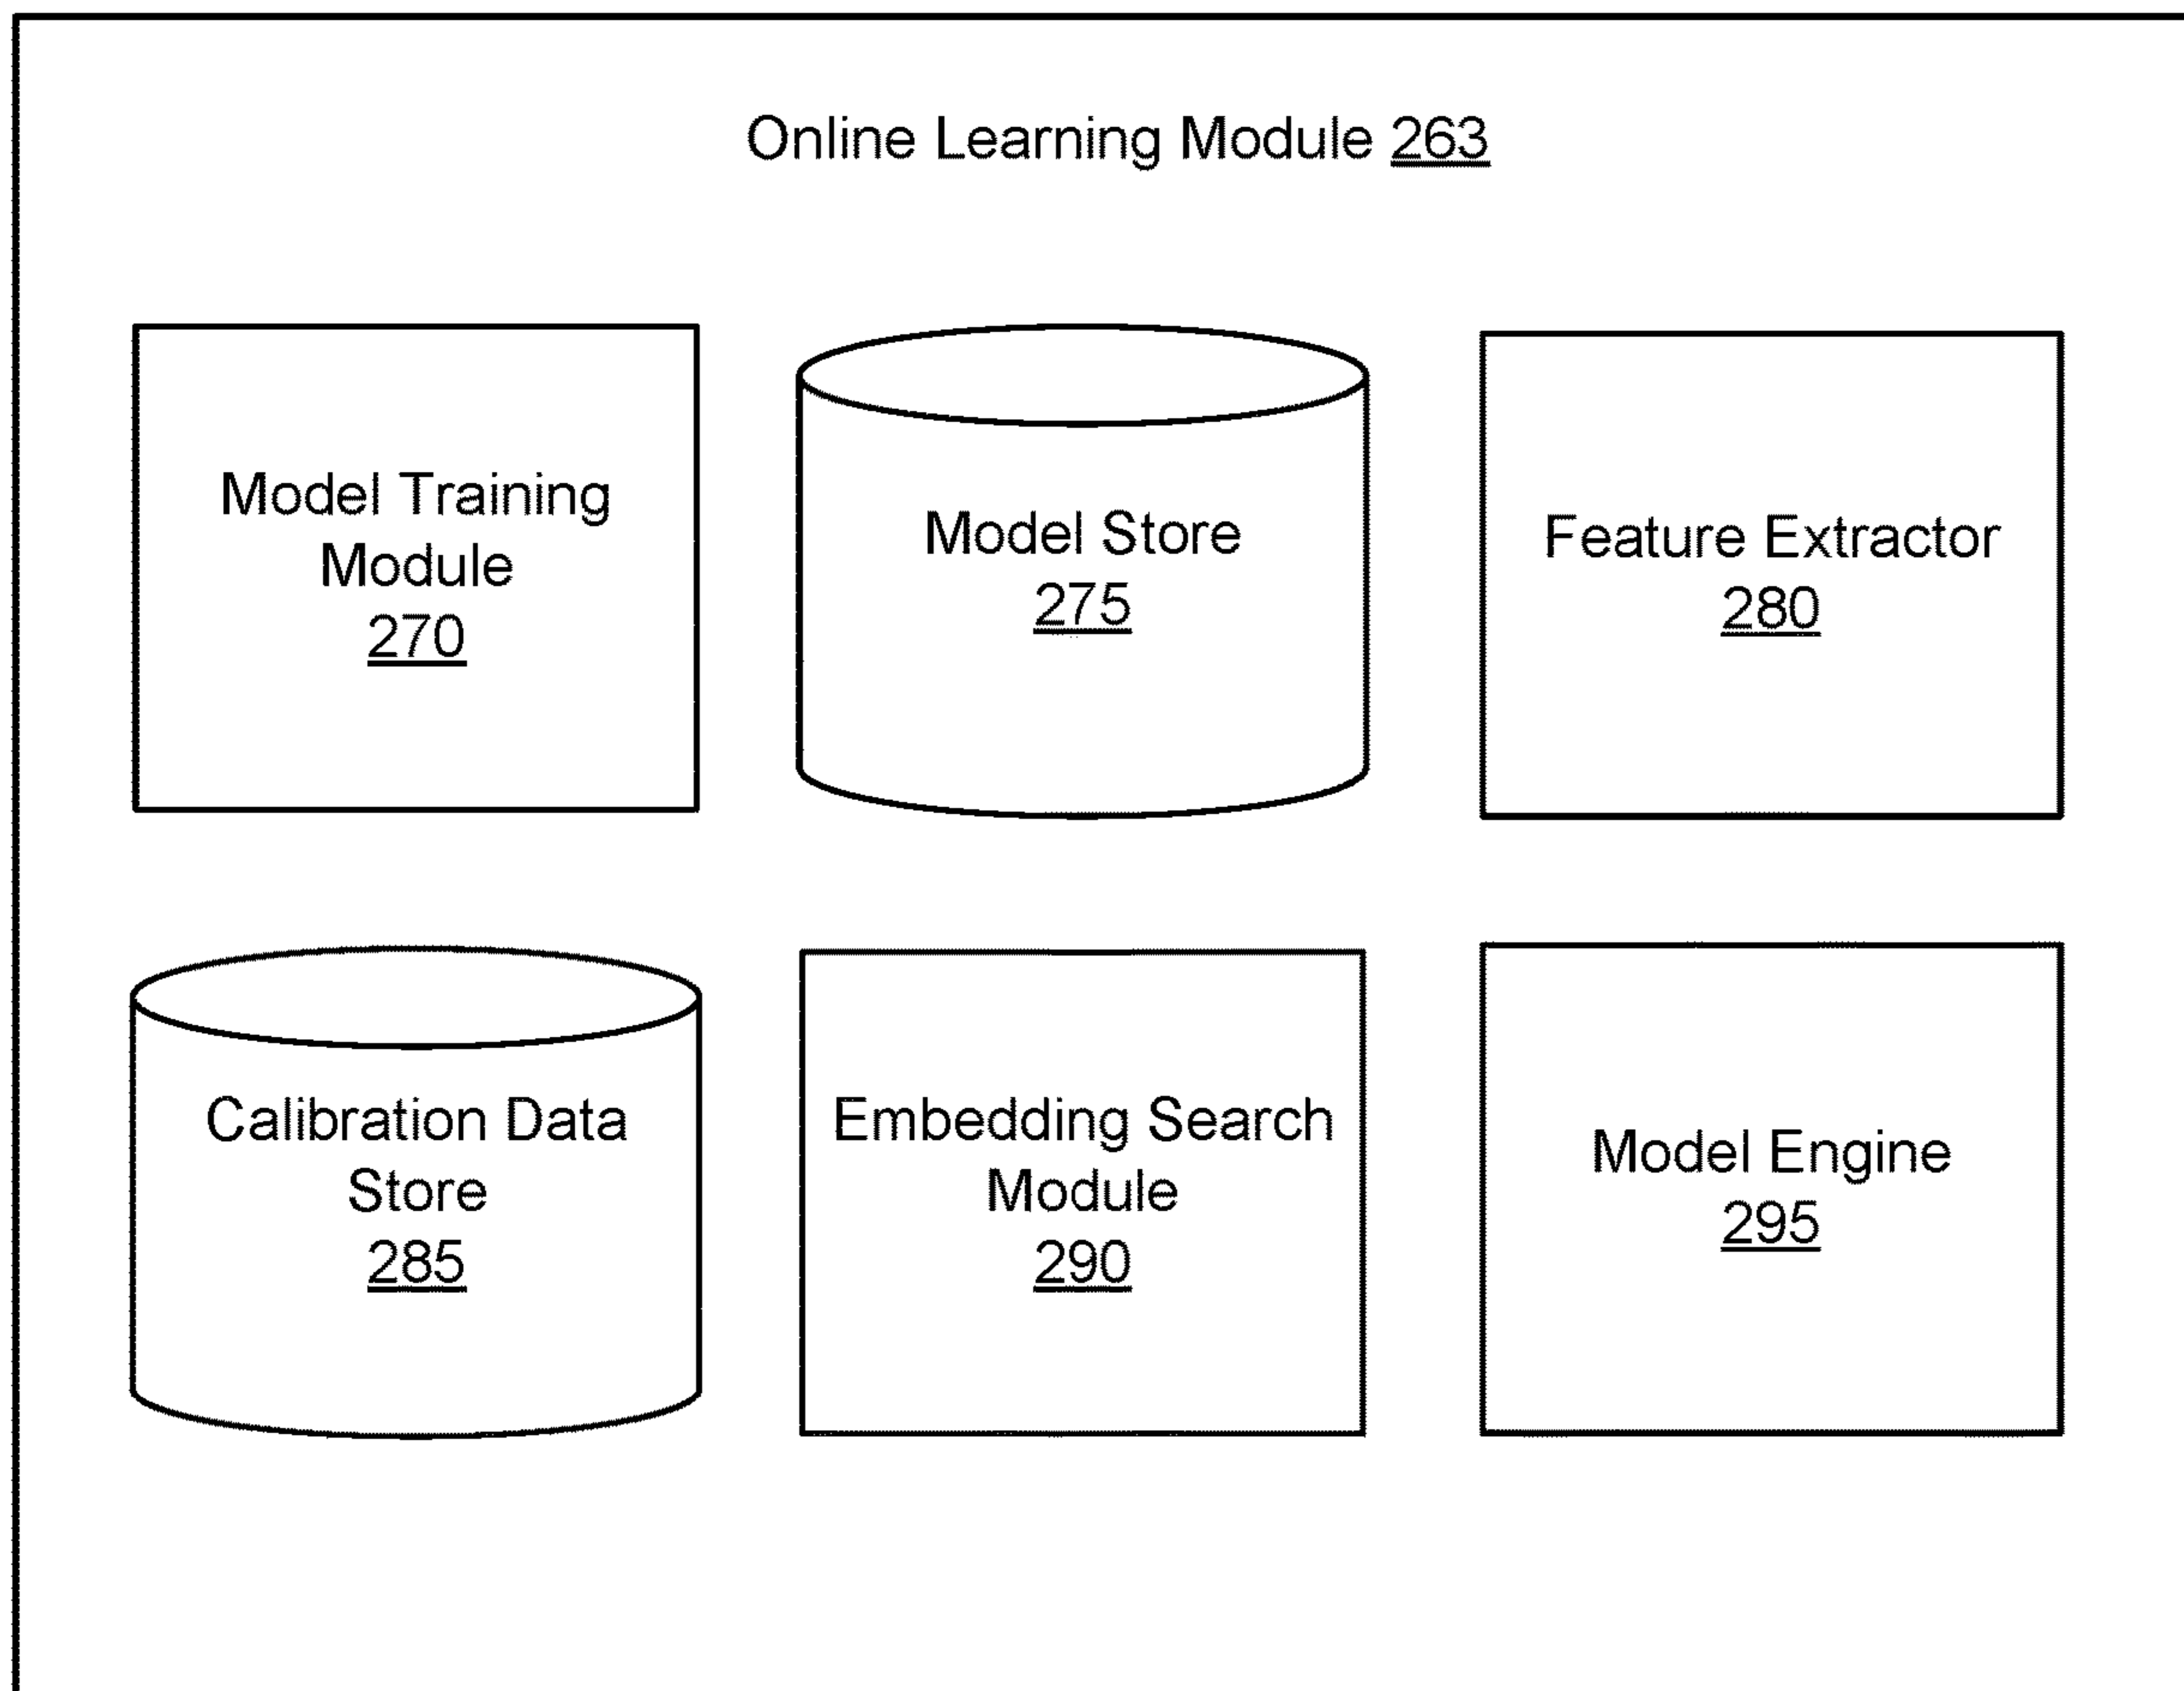 Online Learning Module 263
Model Training
Module
270
Model Store
275
Feature Extractor
280
Calibration Data
Store
285
Embedding Search
Module
290
Model Engine
295